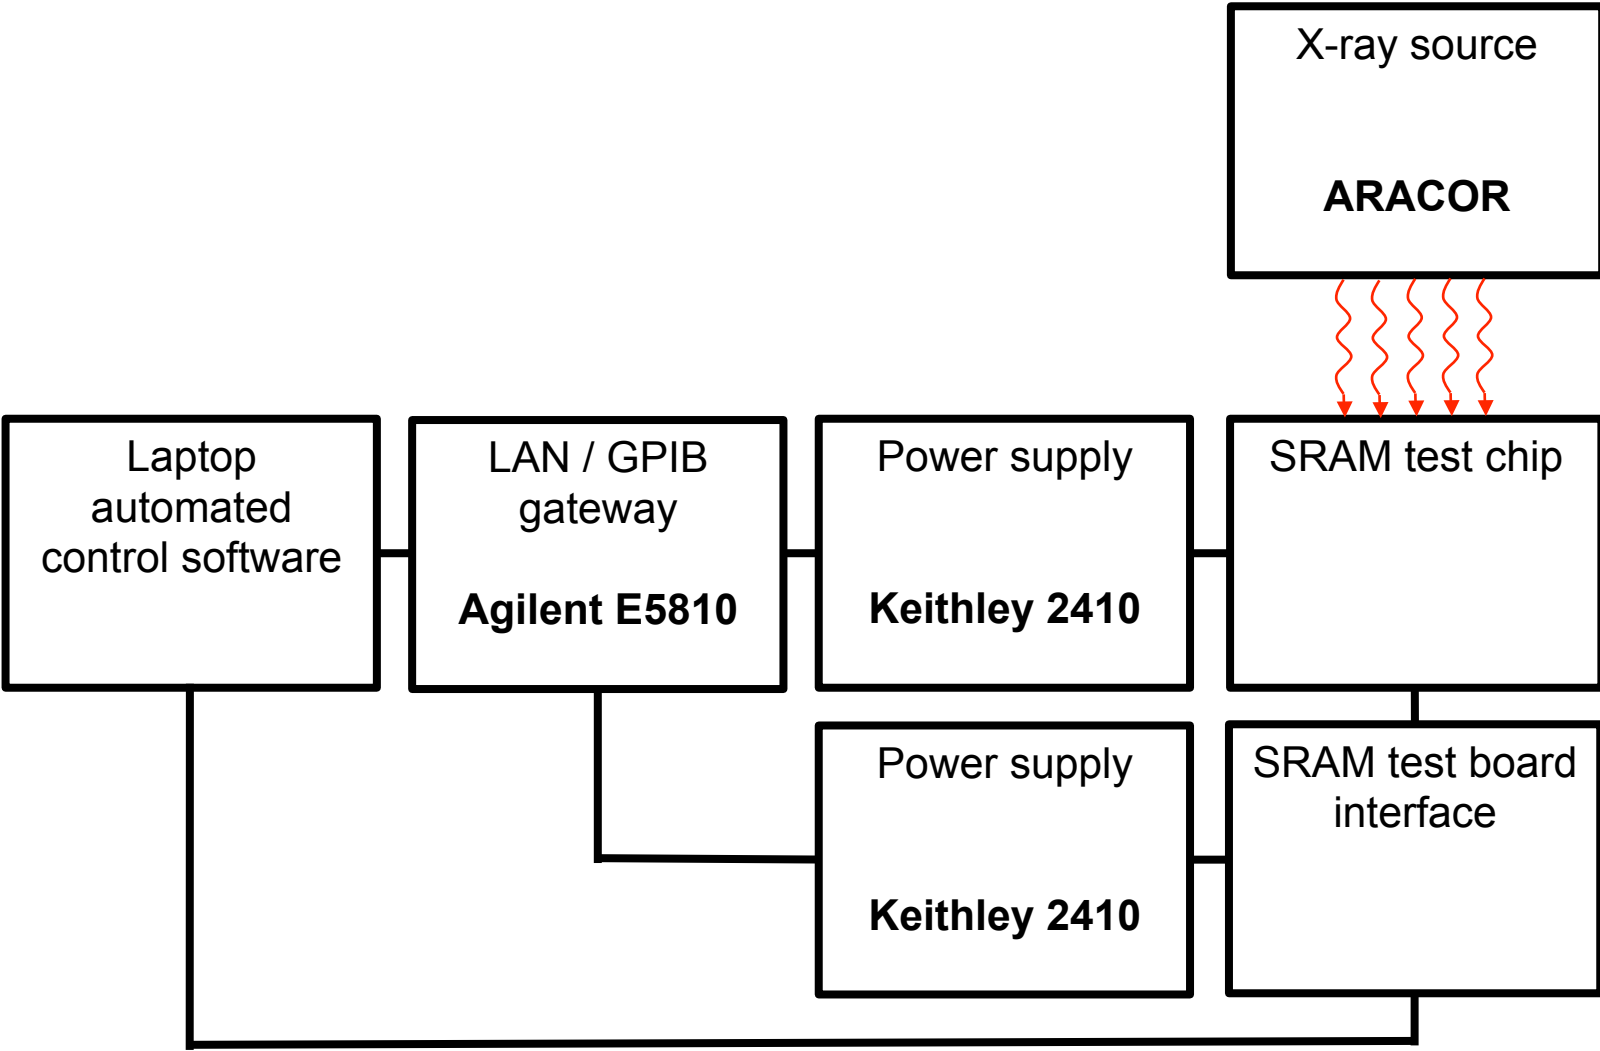 X-ray source
ARACOR
Laptop
automated
control software
LAN / GPIB
gateway
Agilent E5810
Power supply
Keithley 2410
SRAM test chip
Power supply
Keithley 2410
SRAM test board
interface